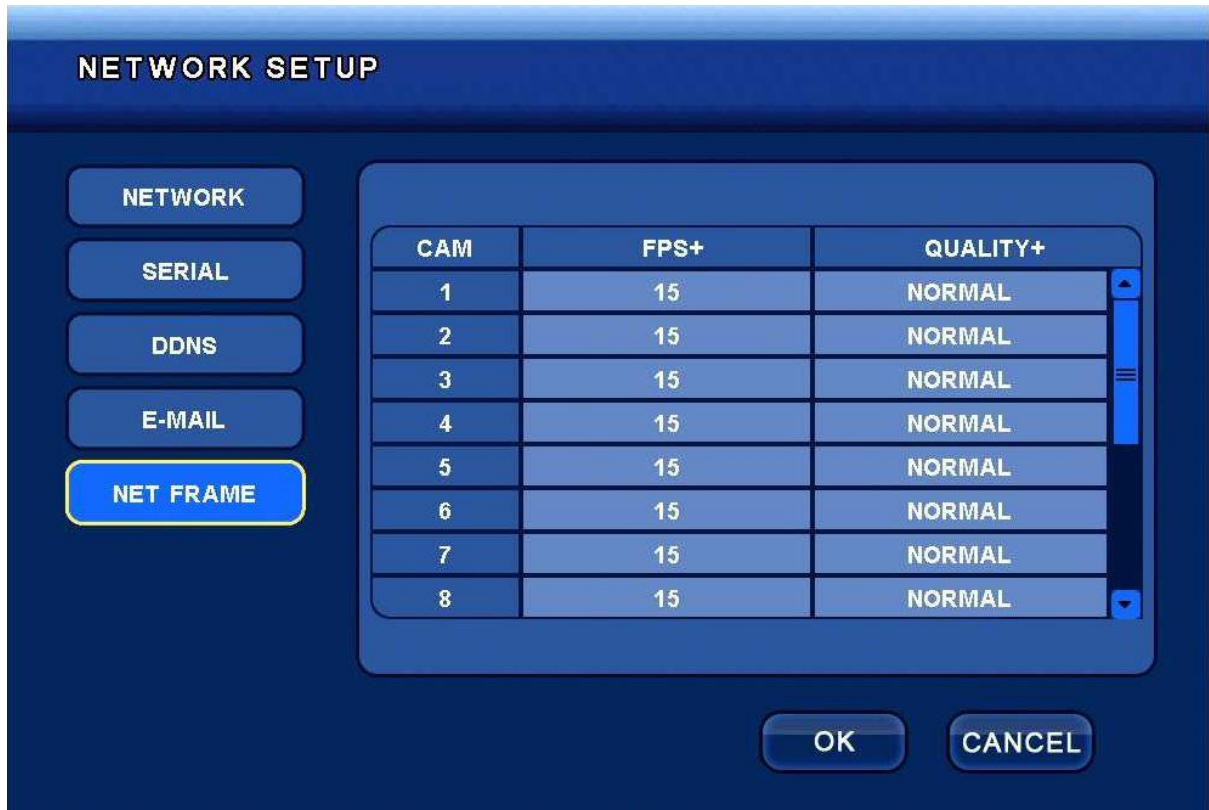 NETWORK SETUP
NETWORK
SERIAL
DDNS
E-MAIL
NET FRAME
CAM FPS+ QUALITY+
1 15 NORMAL
2 15 NORMAL
3 15 NORMAL
4 15 NORMAL
5 15 NORMAL
6 15 NORMAL
7 15 NORMAL
8 15 NORMAL
OK CANCEL